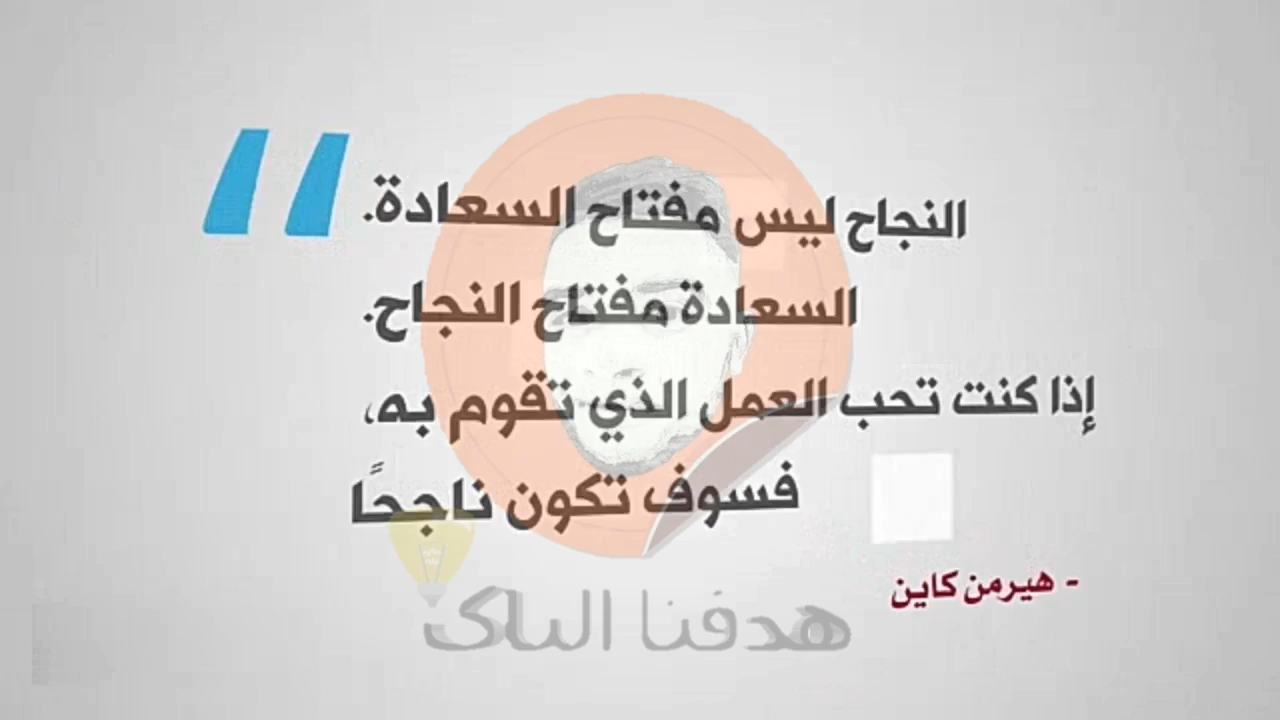 النجاح ليس مفتاح السعادة.
السعادة مفتاح النجاح.
إذا كنت تحب العمل الذي تقوم به،
فسوف تكون ناجحًا
- هيرمن كاين
هدفنا الباك